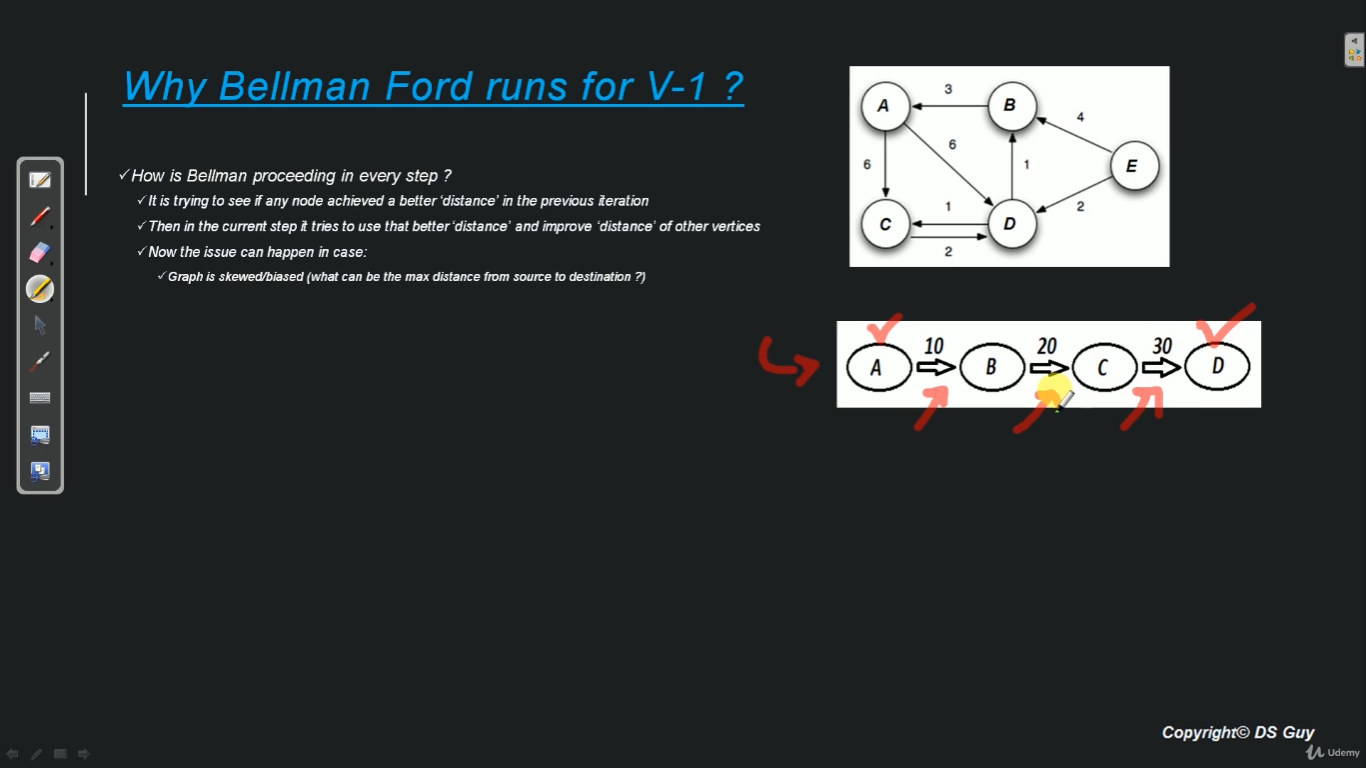 Why Bellman Ford runs for V-1 ?
✓How is Bellman proceeding in every step ?
✓It is trying to see if any node achieved a better ‘distance’ in the previous iteration
✓Then in the current step it tries to use that better ‘distance’ and improve ‘distance’ of other vertices
✓Now the issue can happen in case:
✓Graph is skewed/biased (what can be the max distance from source to destination ?)
A 3 B
6 6 1 4 E
C 1 D 2
2
A 10 B 20 C 30 D
Copyright© DS Guy
Udemy